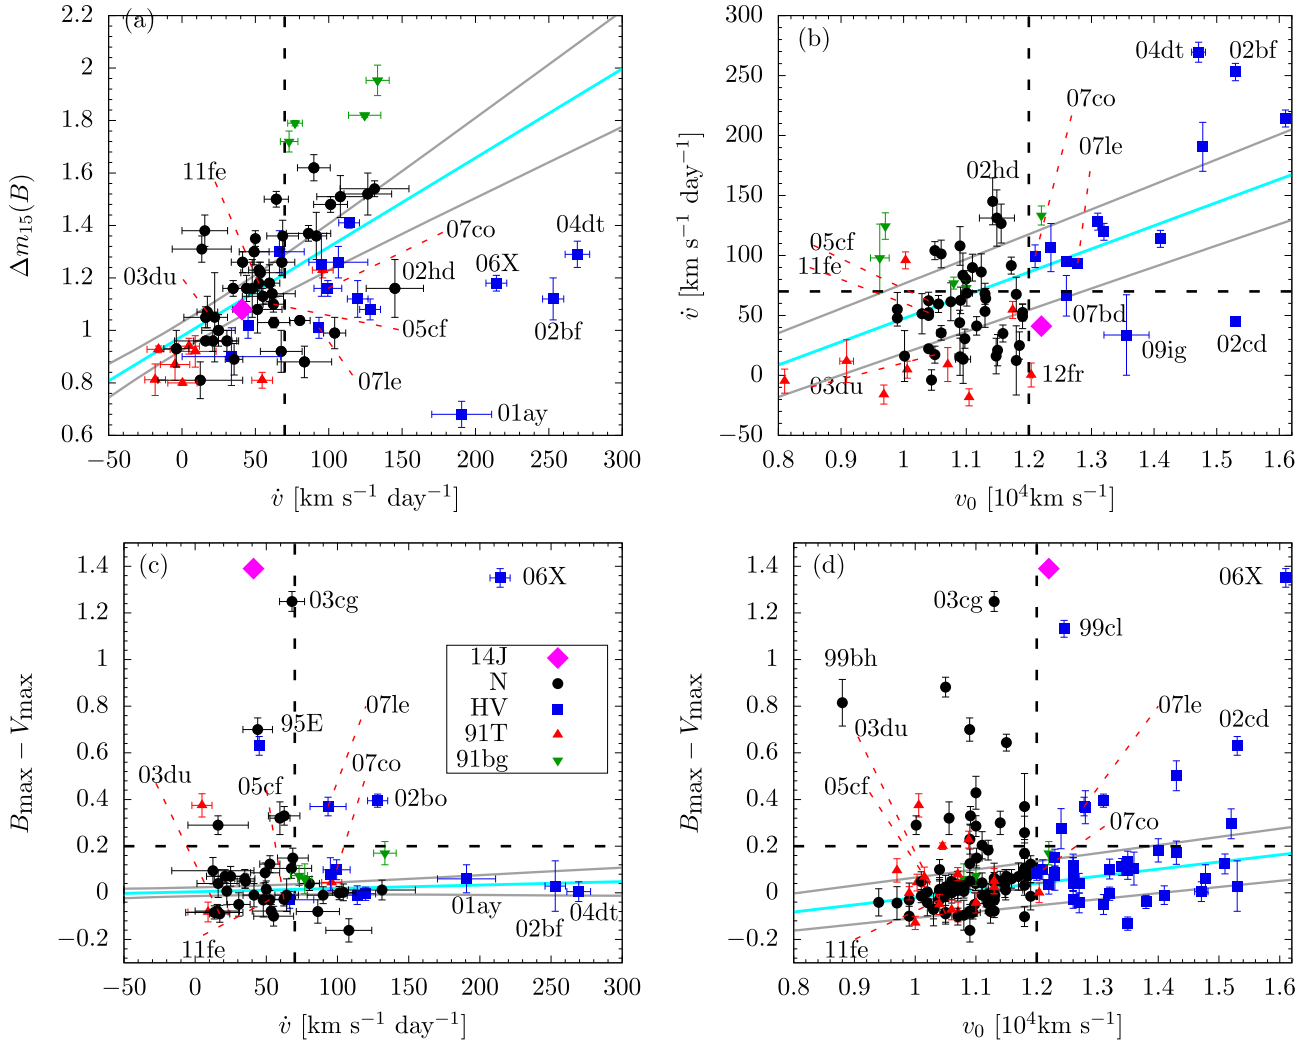 (a)
2.2
2
1.8
1.6
1.4
1.2
1
0.8
0.6
Δm₁₅(B)
11fe
03du
07co
04dt
02hd
06X
05cf
02bf
07le
01ay
−50 0 50 100 150 200 250 300
v̇ [km s⁻¹ day⁻¹]
(b)
300
250
200
150
100
50
0
−50
v̇ [km s⁻¹ day⁻¹]
04dt 02bf
07co
07le
02hd
05cf
11fe
07bd
09ig
02cd
03du
12fr
0.8 0.9 1 1.1 1.2 1.3 1.4 1.5 1.6
v₀ [10⁴km s⁻¹]
(c)
1.4
1.2
1
0.8
0.6
0.4
0.2
0
−0.2
Bmax − Vmax
06X
03cg
14J
N
HV
91T
91bg
95E
07le
03du
05cf
07co
02bo
01ay
04dt
02bf
11fe
−50 0 50 100 150 200 250 300
v̇ [km s⁻¹ day⁻¹]
(d)
1.4
1.2
1
0.8
0.6
0.4
0.2
0
−0.2
Bmax − Vmax
06X
03cg
99cl
99bh
03du
07le
02cd
05cf
07co
11fe
0.8 0.9 1 1.1 1.2 1.3 1.4 1.5 1.6
v₀ [10⁴km s⁻¹]